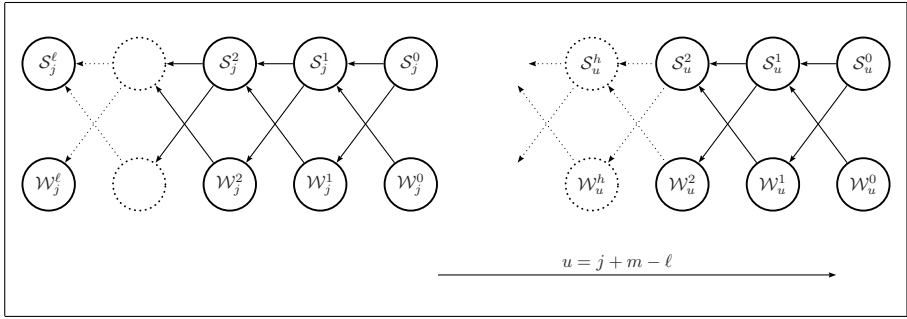 𝒮_j^ℓ 𝒮_j^2 𝒮_j^1 𝒮_j^0 𝒮_u^h 𝒮_u^2 𝒮_u^1 𝒮_u^0
𝒲_j^ℓ 𝒲_j^2 𝒲_j^1 𝒲_j^0 𝒲_u^h 𝒲_u^2 𝒲_u^1 𝒲_u^0
u = j + m − ℓ